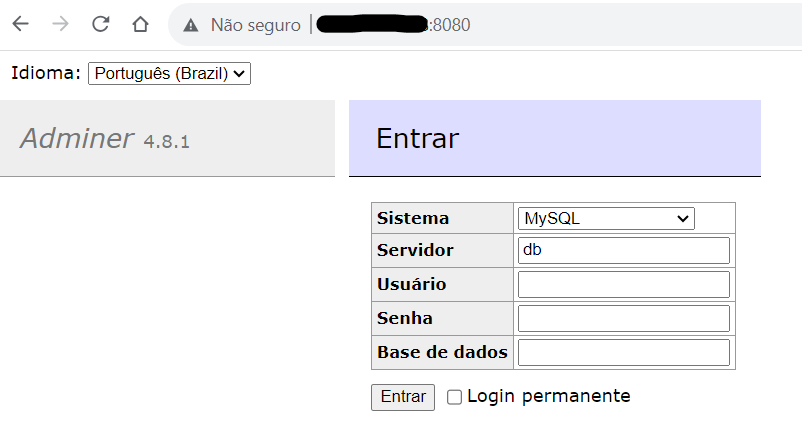 Não seguro | :8080
Idioma: Português (Brazil)
Adminer 4.8.1
Entrar
Sistema MySQL
Servidor db
Usuário
Senha
Base de dados
Entrar Login permanente